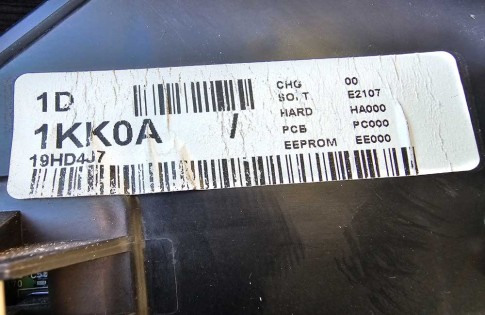 1D
1KK0A /
19HD4J7
CHG 00
SO. T E2107
HARD HA000
PCB PC000
EEPROM EE000